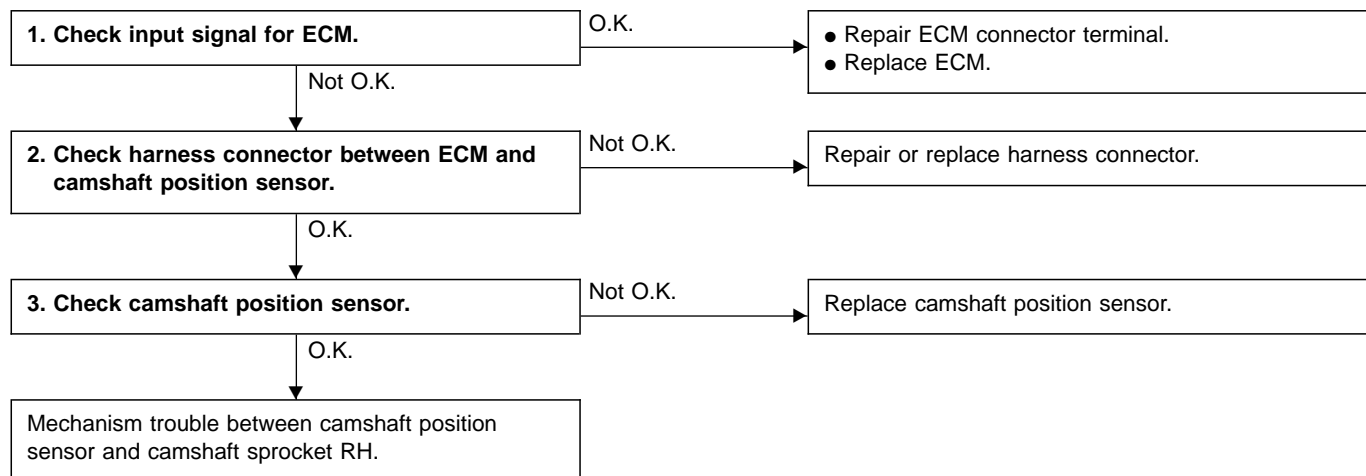 1. Check input signal for ECM.
O.K.
● Repair ECM connector terminal.
● Replace ECM.
Not O.K.
2. Check harness connector between ECM and
camshaft position sensor.
Not O.K.
Repair or replace harness connector.
O.K.
3. Check camshaft position sensor.
Not O.K.
Replace camshaft position sensor.
O.K.
Mechanism trouble between camshaft position
sensor and camshaft sprocket RH.